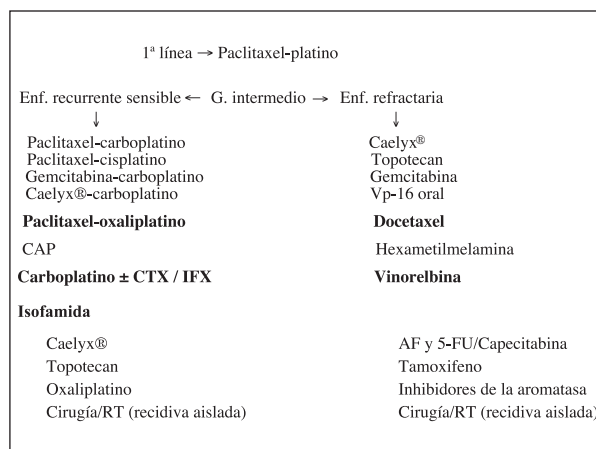 1ª línea → Paclitaxel-platino
Enf. recurrente sensible ← G. intermedio → Enf. refractaria
↓ ↓
Paclitaxel-carboplatino Caelyx®
Paclitaxel-cisplatino Topotecan
Gemcitabina-carboplatino Gemcitabina
Caelyx®-carboplatino Vp-16 oral
Paclitaxel-oxaliplatino Docetaxel
CAP Hexametilmelamina
Carboplatino ± CTX / IFX Vinorelbina
Isofamida
Caelyx® AF y 5-FU/Capecitabina
Topotecan Tamoxifeno
Oxaliplatino Inhibidores de la aromatasa
Cirugía/RT (recidiva aislada) Cirugía/RT (recidiva aislada)